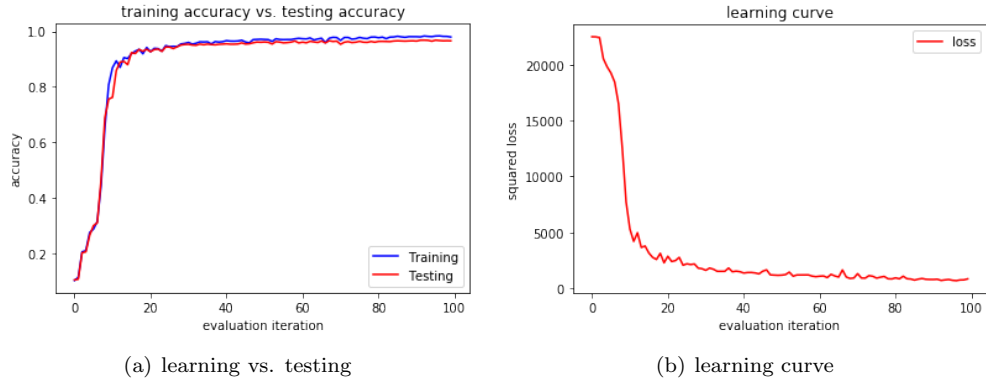 training accuracy vs. testing accuracy
1.0
0.8
0.6
0.4
0.2
accuracy
Training
Testing
0 20 40 60 80 100
evaluation iteration
(a) learning vs. testing
learning curve
20000
15000
10000
5000
0
squared loss
loss
0 20 40 60 80 100
evaluation iteration
(b) learning curve